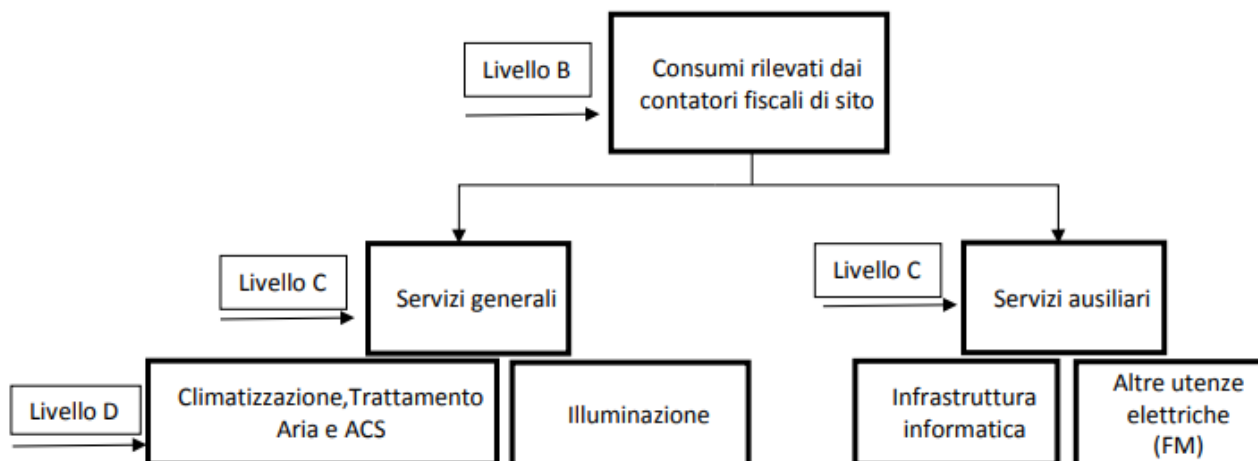 Livello B
Consumi rilevati dai
contatori fiscali di sito
Livello C
Servizi generali
Livello C
Servizi ausiliari
Livello D
Climatizzazione,Trattamento
Aria e ACS
Illuminazione
Infrastruttura
informatica
Altre utenze
elettriche
(FM)